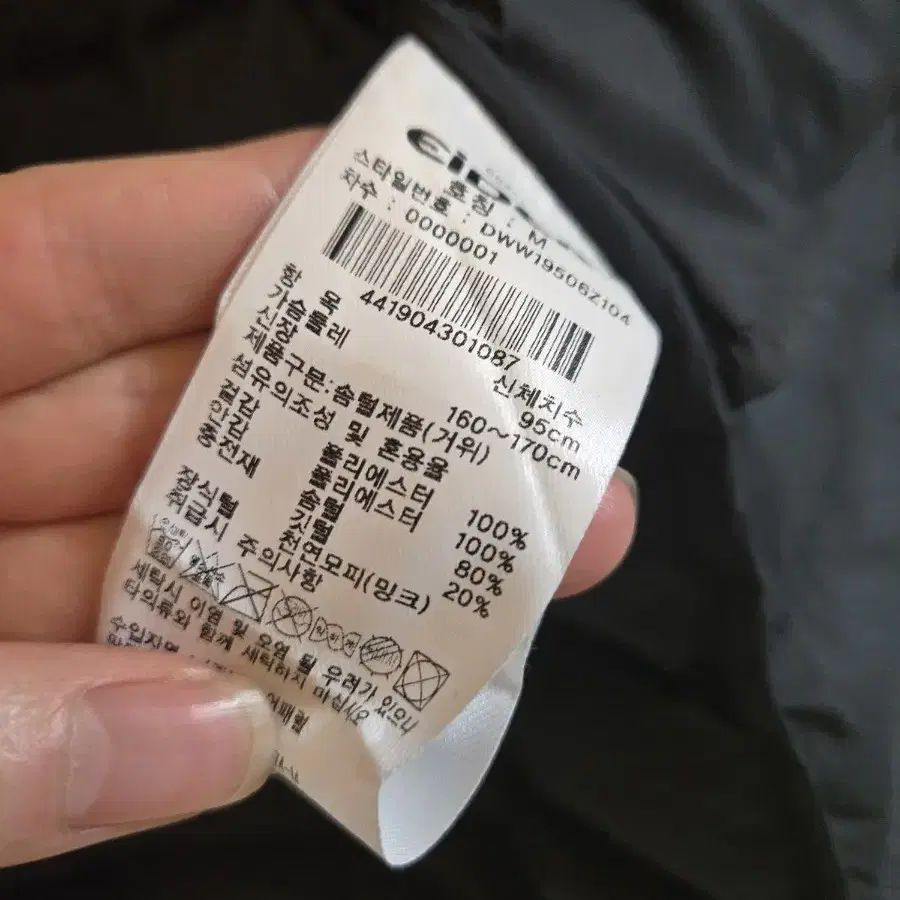 호칭 : M
스타일번호 : DWW19506Z104
차수 : 0000001
441904301087
항 목 신체치수
가슴둘레 95cm
신장 160~170cm
제품구분:솜털제품(거위)
섬유의조성 및 혼용율
겉감 폴리에스터 100%
안감 폴리에스터 100%
충전재 솜털 80%
깃털 20%
장식털 천연모피(밍크)
취급시 주의사항
세탁시 이염 및 오염 될 우려가 있으니
타의류와 함께 세탁하지 마십시오